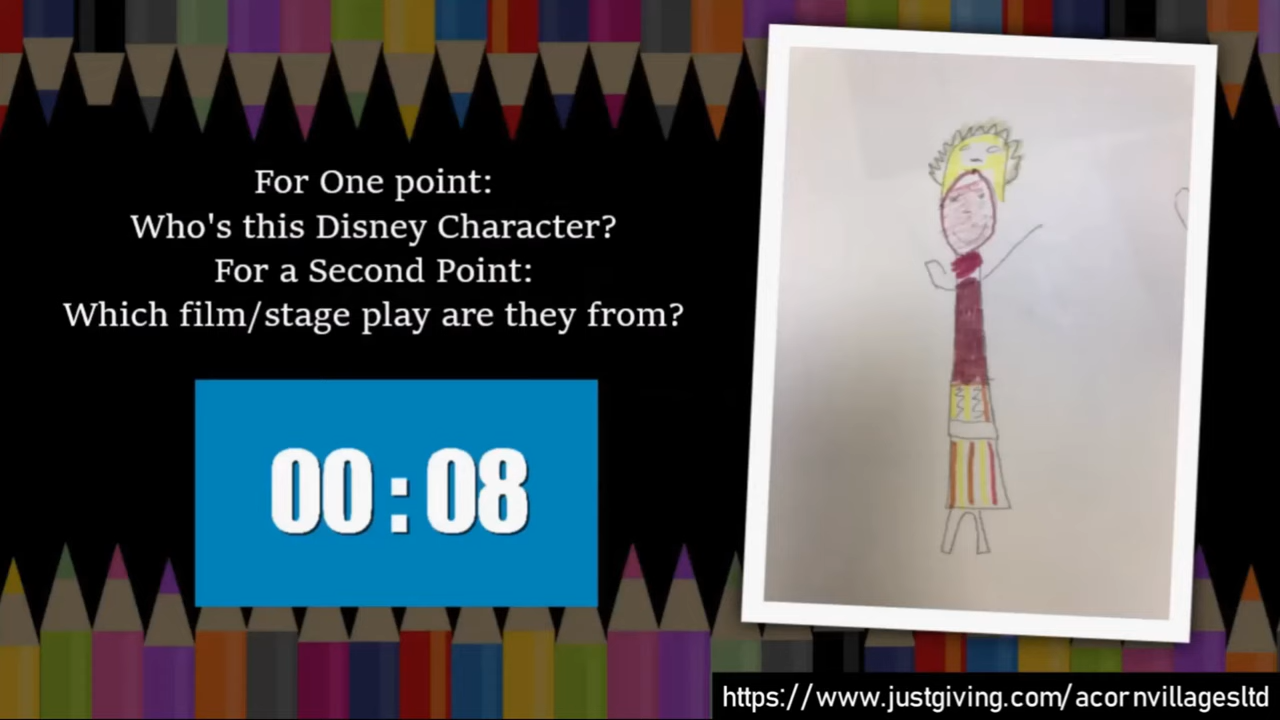 For One point:
Who's this Disney Character?
For a Second Point:
Which film/stage play are they from?
00:08
https://www.justgiving.com/acornvillagesltd